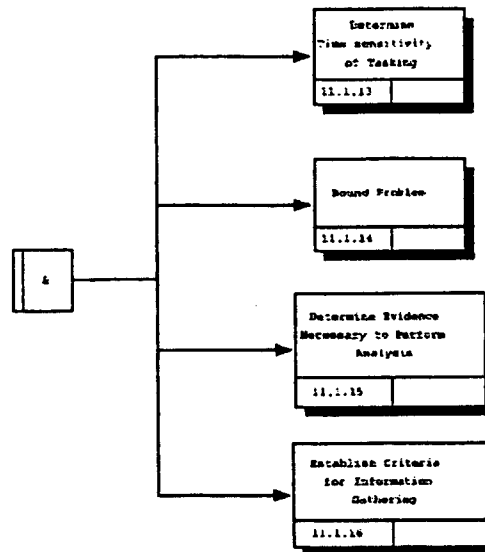 Determine
Time sensitivity
of Tasking
11.1.13
Bound Problem
11.1.14
&
Determine Evidence
Necessary to Perform
Analysis
11.1.15
Establish Criteria
for Information
Gathering
11.1.16